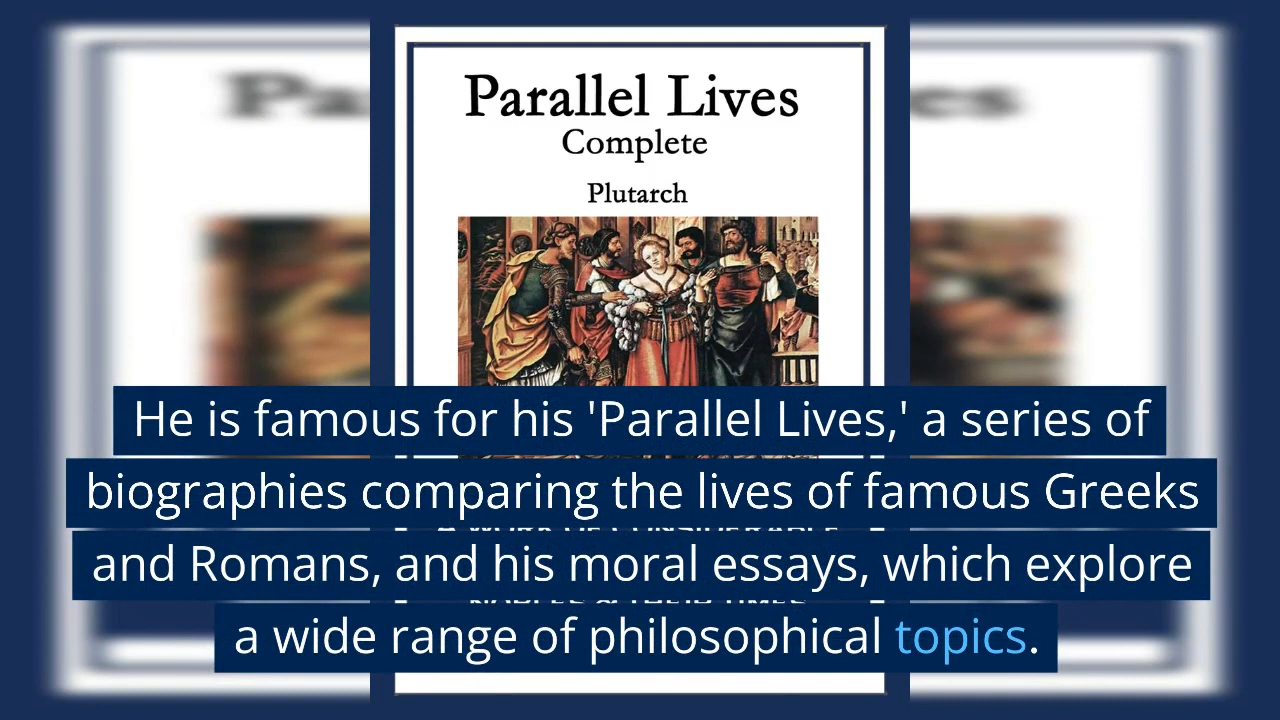 Parallel Lives
Complete
Plutarch
He is famous for his 'Parallel Lives,' a series of
biographies comparing the lives of famous Greeks
and Romans, and his moral essays, which explore
a wide range of philosophical topics.